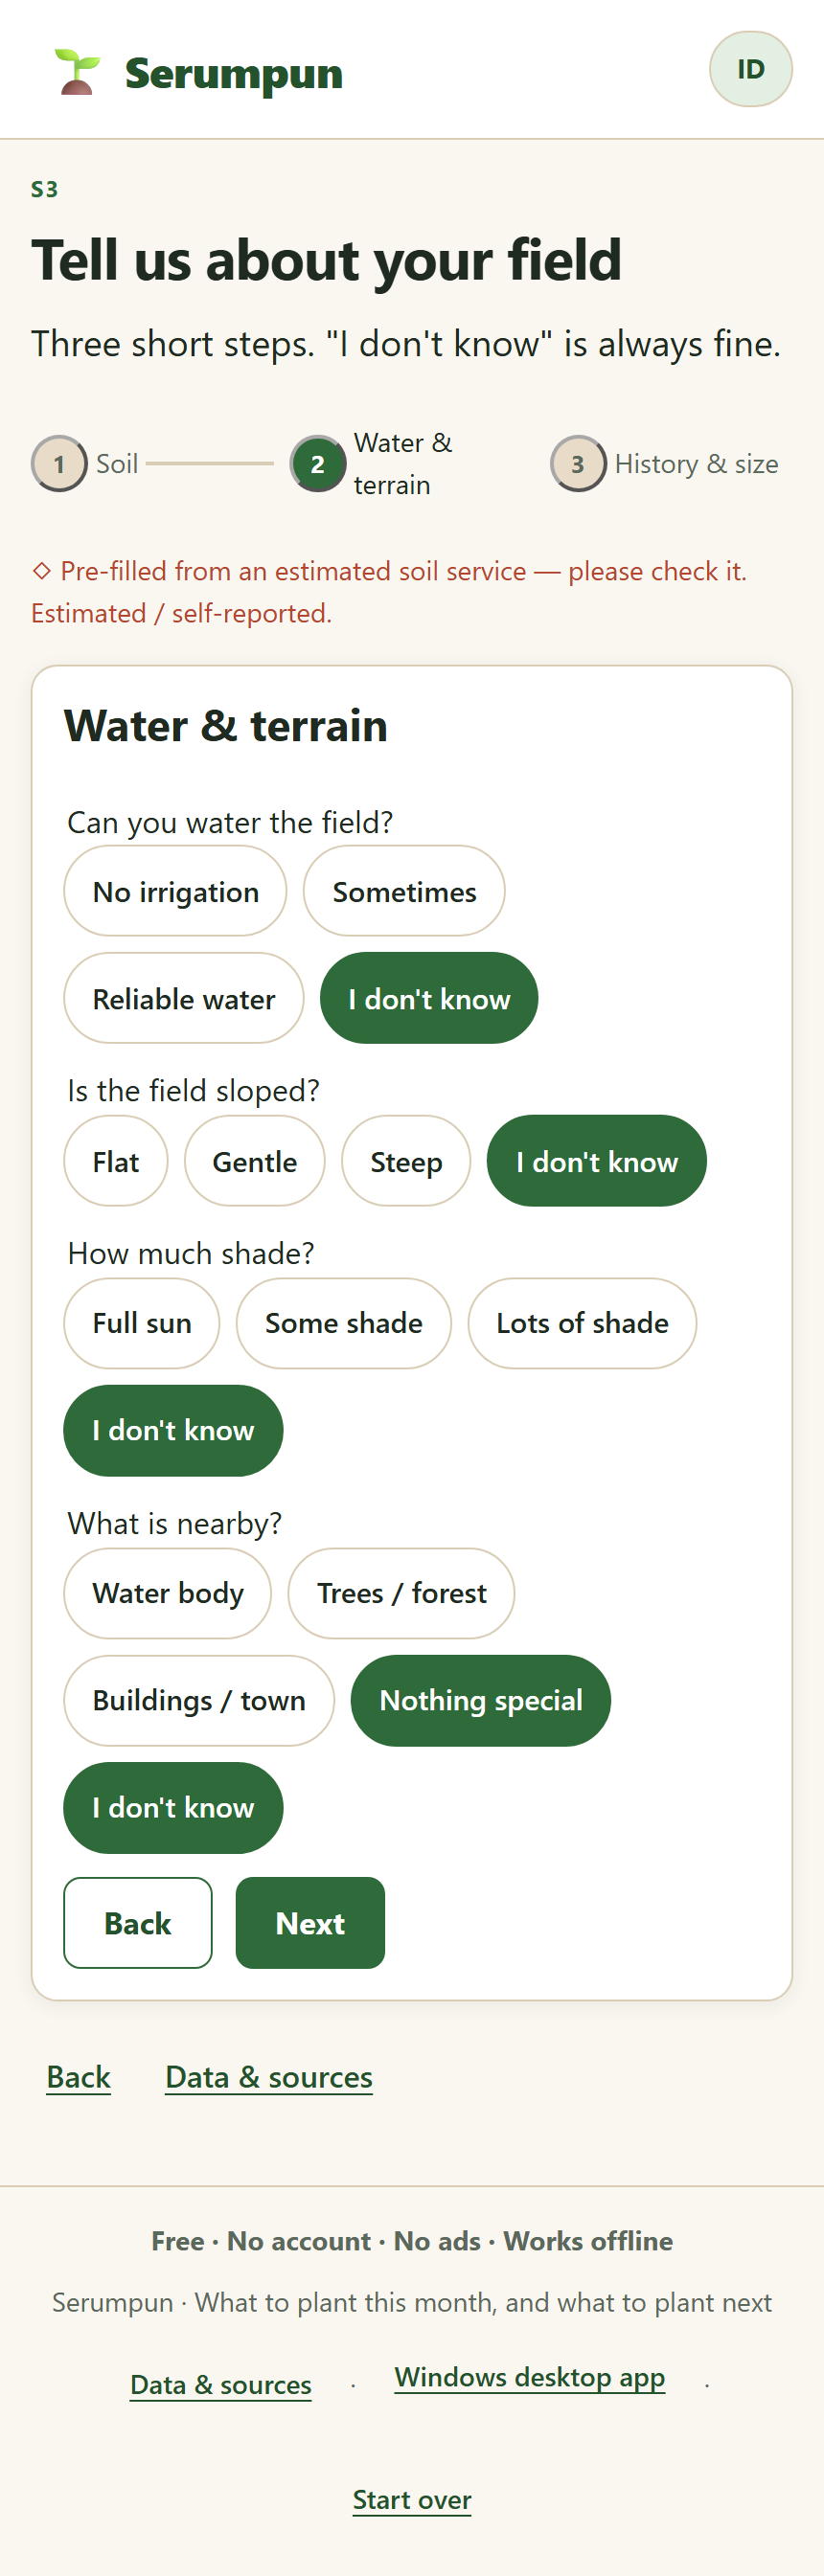 Serumpun
ID
S3
Tell us about your field
Three short steps. "I don't know" is always fine.
1 Soil
2 Water & terrain
3 History & size
◇ Pre-filled from an estimated soil service — please check it.
Estimated / self-reported.
Water & terrain
Can you water the field?
No irrigation Sometimes
Reliable water I don't know
Is the field sloped?
Flat Gentle Steep I don't know
How much shade?
Full sun Some shade Lots of shade
I don't know
What is nearby?
Water body Trees / forest
Buildings / town Nothing special
I don't know
Back Next
Back Data & sources
Free · No account · No ads · Works offline
Serumpun · What to plant this month, and what to plant next
Data & sources · Windows desktop app ·
Start over